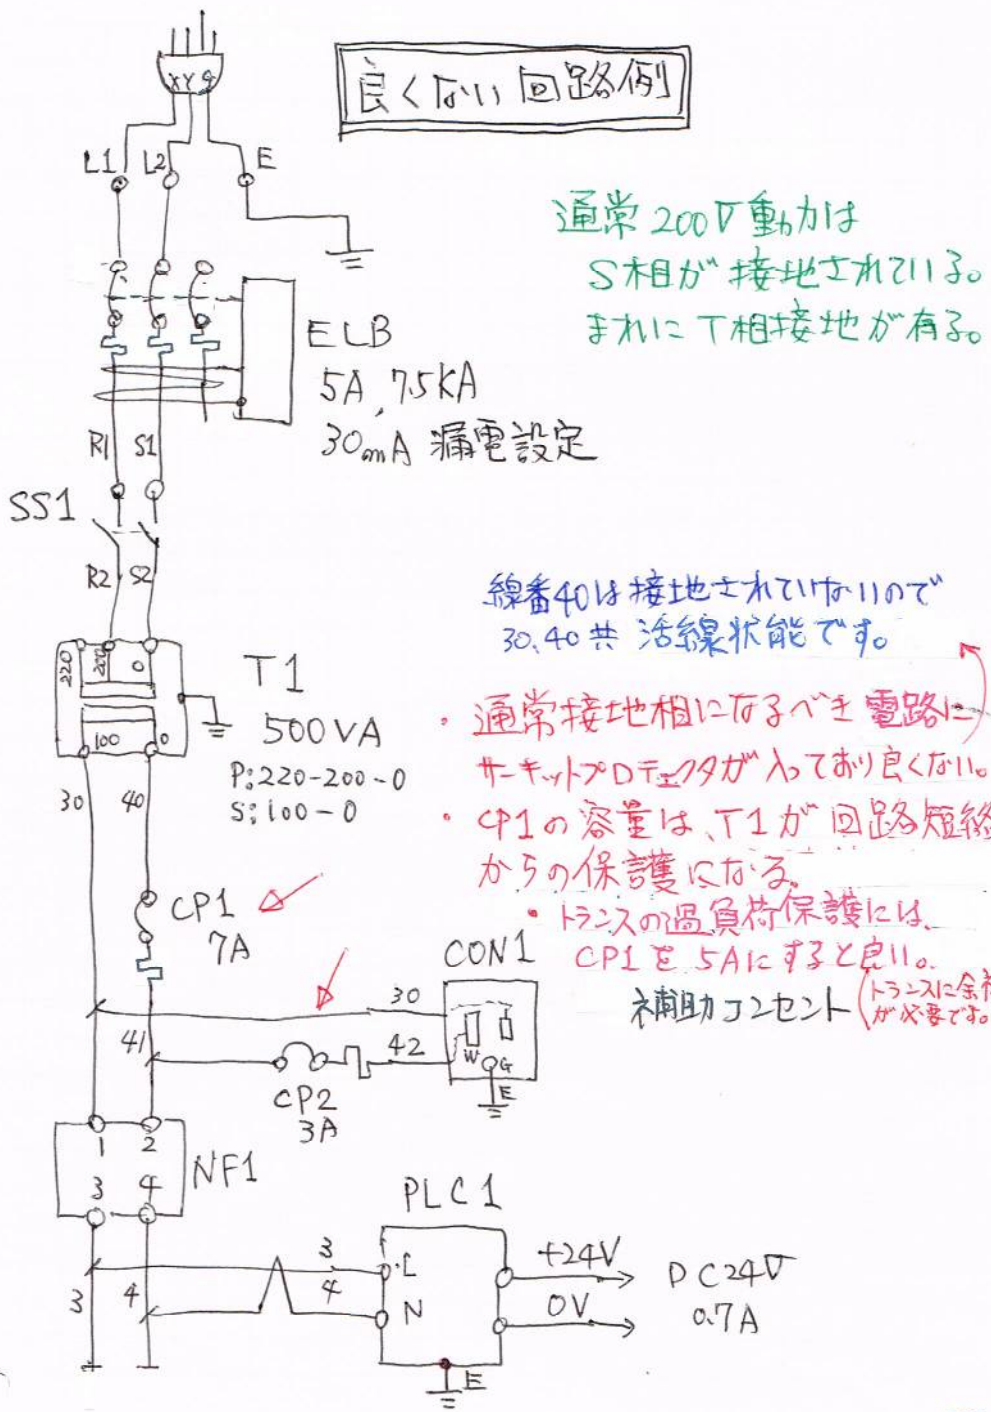 良くない回路例
X Y G
L1 L2 E
通常200V動力は
S相が接地されている。
まれにT相接地が有る。
ELB
5A, 7.5KA
30mA 漏電設定
R1 S1
SS1
R2 S2
線番40は接地されていないので
30.40共 活線状能です。
220 200 0
T1
100 0
500VA
P:220-200-0
S:100-0
・通常接地相になるべき電路に
サーキットプロテェクタが入っており良くない。
30 40
・CP1の容量は、T1が回路短絡
からの保護になる。
・トランスの過負荷保護には、
CP1を5Aにすると良い。
CP1
7A
CON1
補助コンセント
(トランスに余裕
が必要です。
30
41
42
W G
E
CP2
3A
1 2
3 4
NF1
PLC1
3
4
L
N
3 4
+24V
0V
DC24V
0.7A
E